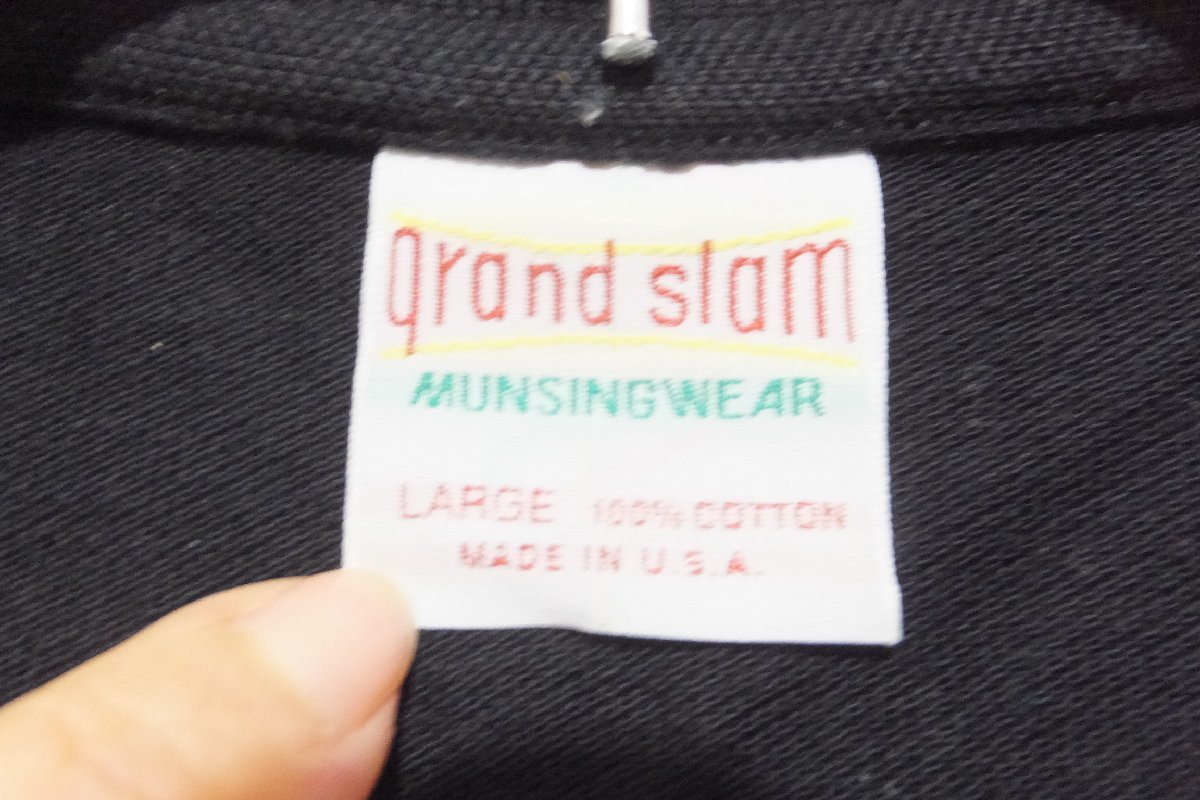 grand slam
MUNSINGWEAR
LARGE 100% COTTON
MADE IN U.S.A.